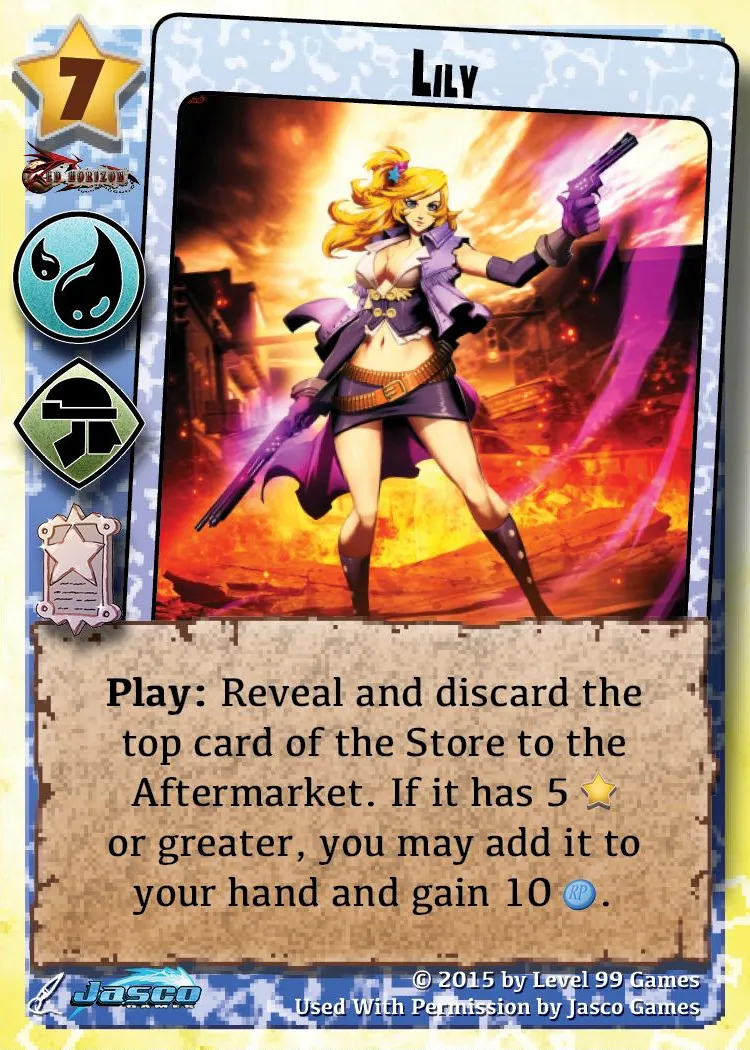 7
Lily
Red Horizon
Play: Reveal and discard the
top card of the Store to the
Aftermarket. If it has 5
or greater, you may add it to
your hand and gain 10 RP.
Jasco
GAMES
© 2015 by Level 99 Games
Used With Permission by Jasco Games